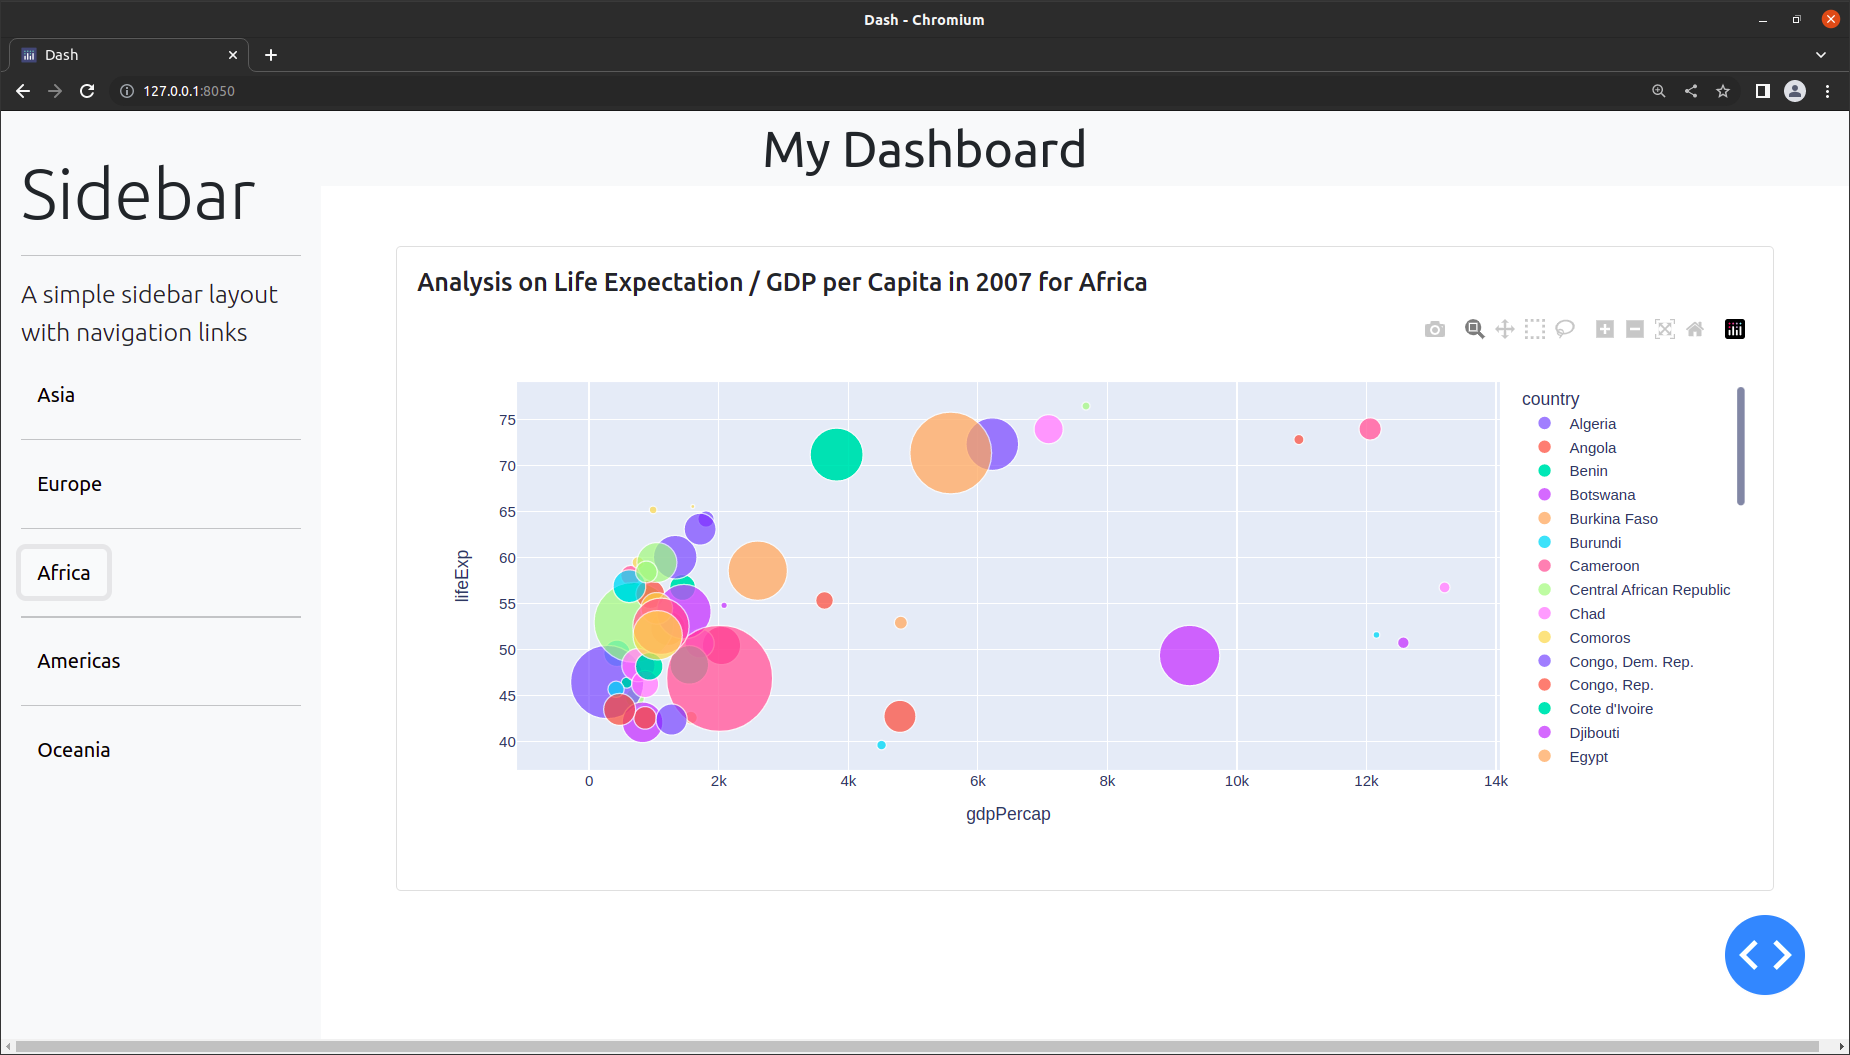 Dash - Chromium
Dash
127.0.0.1:8050
My Dashboard
Sidebar
A simple sidebar layout
with navigation links
Asia
Europe
Africa
Americas
Oceania
Analysis on Life Expectation / GDP per Capita in 2007 for Africa
75
70
65
60
55
50
45
40
lifeExp
0
2k
4k
6k
8k
10k
12k
14k
gdpPercap
country
Algeria
Angola
Benin
Botswana
Burkina Faso
Burundi
Cameroon
Central African Republic
Chad
Comoros
Congo, Dem. Rep.
Congo, Rep.
Cote d'Ivoire
Djibouti
Egypt